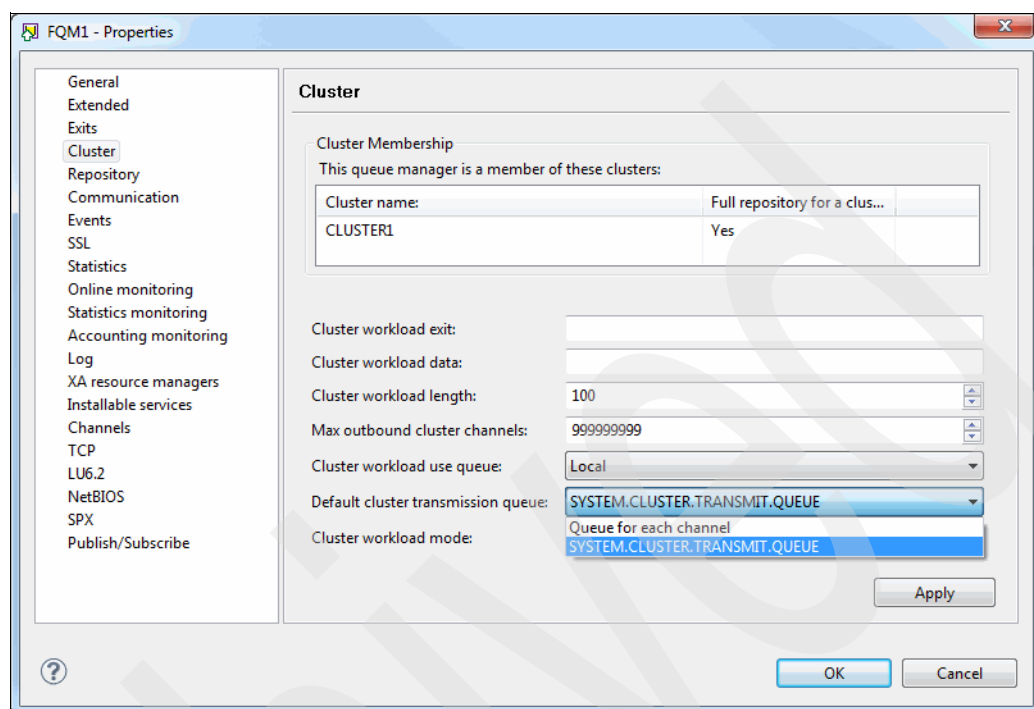 FQM1 - Properties
General
Extended
Exits
Cluster
Repository
Communication
Events
SSL
Statistics
Online monitoring
Statistics monitoring
Accounting monitoring
Log
XA resource managers
Installable services
Channels
TCP
LU6.2
NetBIOS
SPX
Publish/Subscribe
Cluster
Cluster Membership
This queue manager is a member of these clusters:
Cluster name: Full repository for a clus...
CLUSTER1 Yes
Cluster workload exit:
Cluster workload data:
Cluster workload length: 100
Max outbound cluster channels: 999999999
Cluster workload use queue: Local
Default cluster transmission queue: SYSTEM.CLUSTER.TRANSMIT.QUEUE
Queue for each channel
Cluster workload mode: SYSTEM.CLUSTER.TRANSMIT.QUEUE
Apply
? OK Cancel